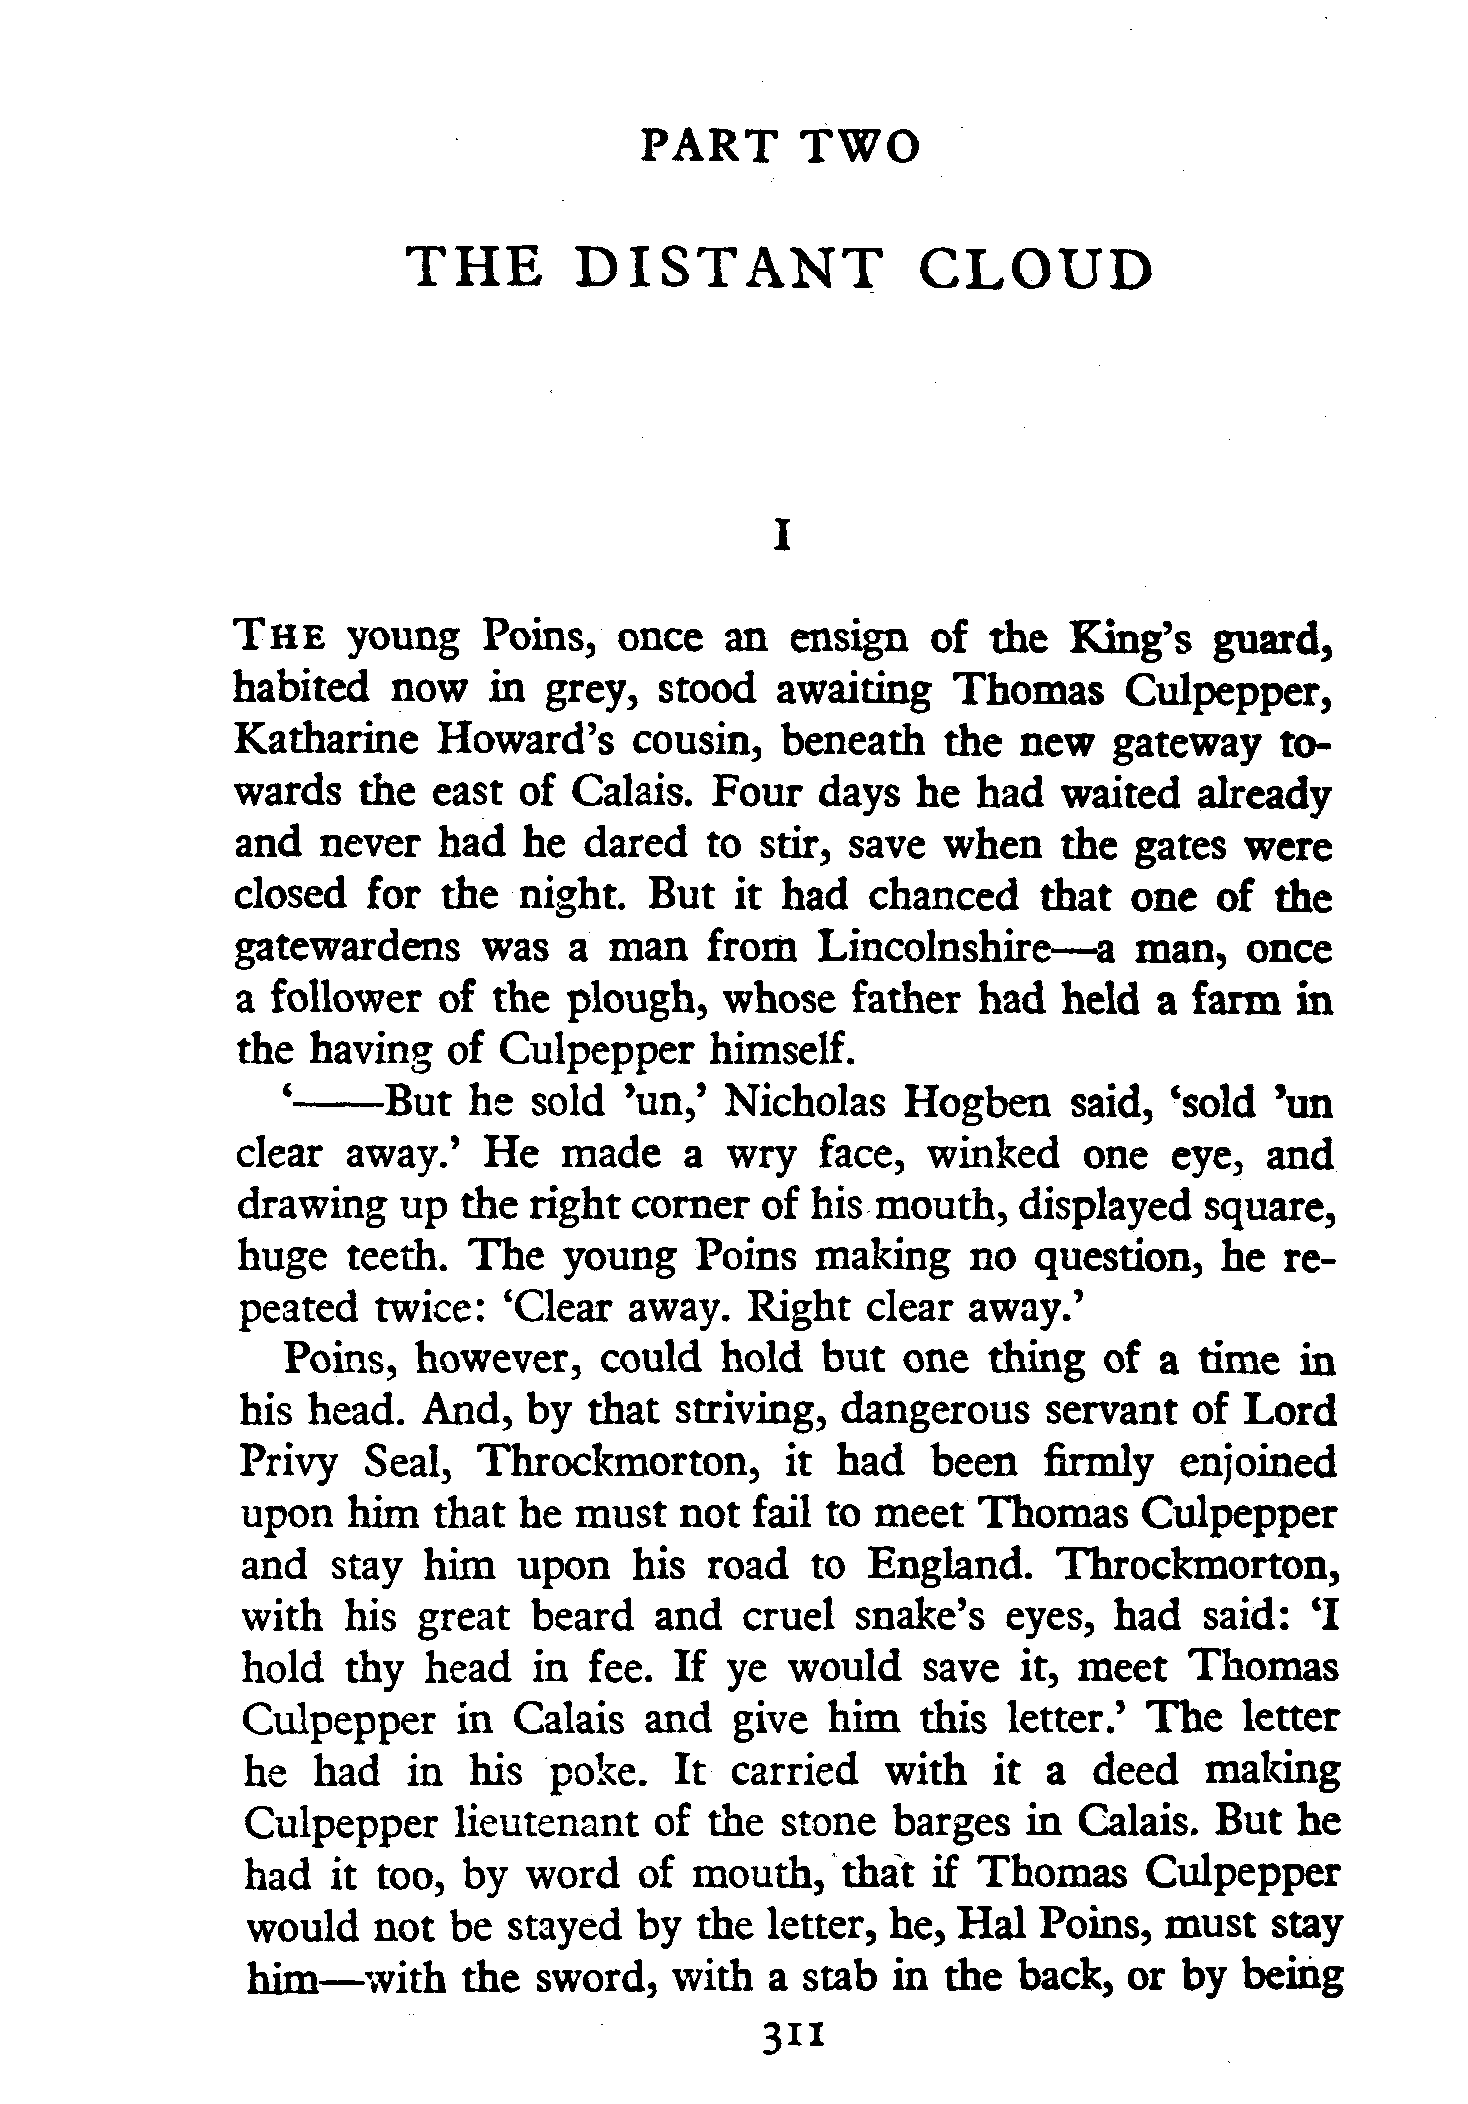 PART TWO
THE DISTANT CLOUD
I
THE young Poins, once an ensign of the King's guard,
habited now in grey, stood awaiting Thomas Culpepper,
Katharine Howard's cousin, beneath the new gateway to-
wards the east of Calais. Four days he had waited already
and never had he dared to stir, save when the gates were
closed for the night. But it had chanced that one of the
gatewardens was a man from Lincolnshire—a man, once
a follower of the plough, whose father had held a farm in
the having of Culpepper himself.
‘——But he sold ’un,’ Nicholas Hogben said, ‘sold ’un
clear away.’ He made a wry face, winked one eye, and
drawing up the right corner of his mouth, displayed square,
huge teeth. The young Poins making no question, he re-
peated twice: ‘Clear away. Right clear away.’
Poins, however, could hold but one thing of a time in
his head. And, by that striving, dangerous servant of Lord
Privy Seal, Throckmorton, it had been firmly enjoined
upon him that he must not fail to meet Thomas Culpepper
and stay him upon his road to England. Throckmorton,
with his great beard and cruel snake's eyes, had said: ‘I
hold thy head in fee. If ye would save it, meet Thomas
Culpepper in Calais and give him this letter.’ The letter
he had in his poke. It carried with it a deed making
Culpepper lieutenant of the stone barges in Calais. But he
had it too, by word of mouth, that if Thomas Culpepper
would not be stayed by the letter, he, Hal Poins, must stay
him—with the sword, with a stab in the back, or by being
311